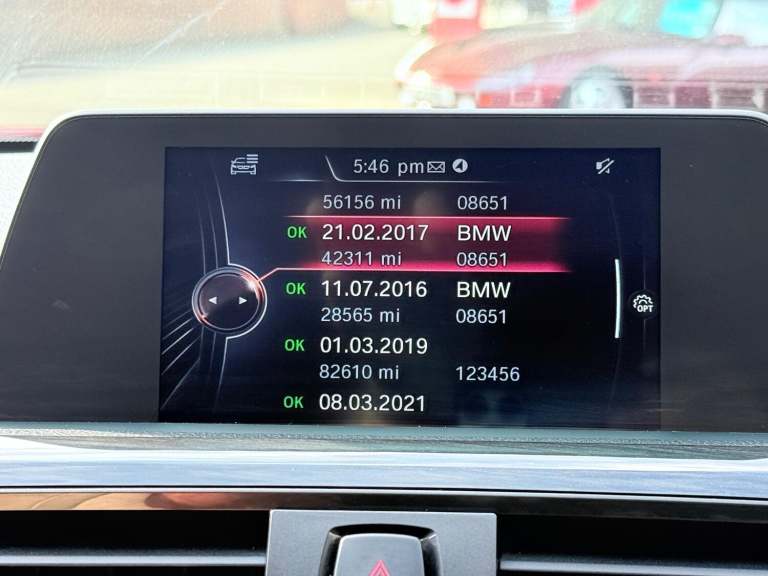 5:46 pm
56156 mi 08651
OK 21.02.2017 BMW
42311 mi 08651
OK 11.07.2016 BMW
28565 mi 08651
OPT
OK 01.03.2019
82610 mi 123456
OK 08.03.2021